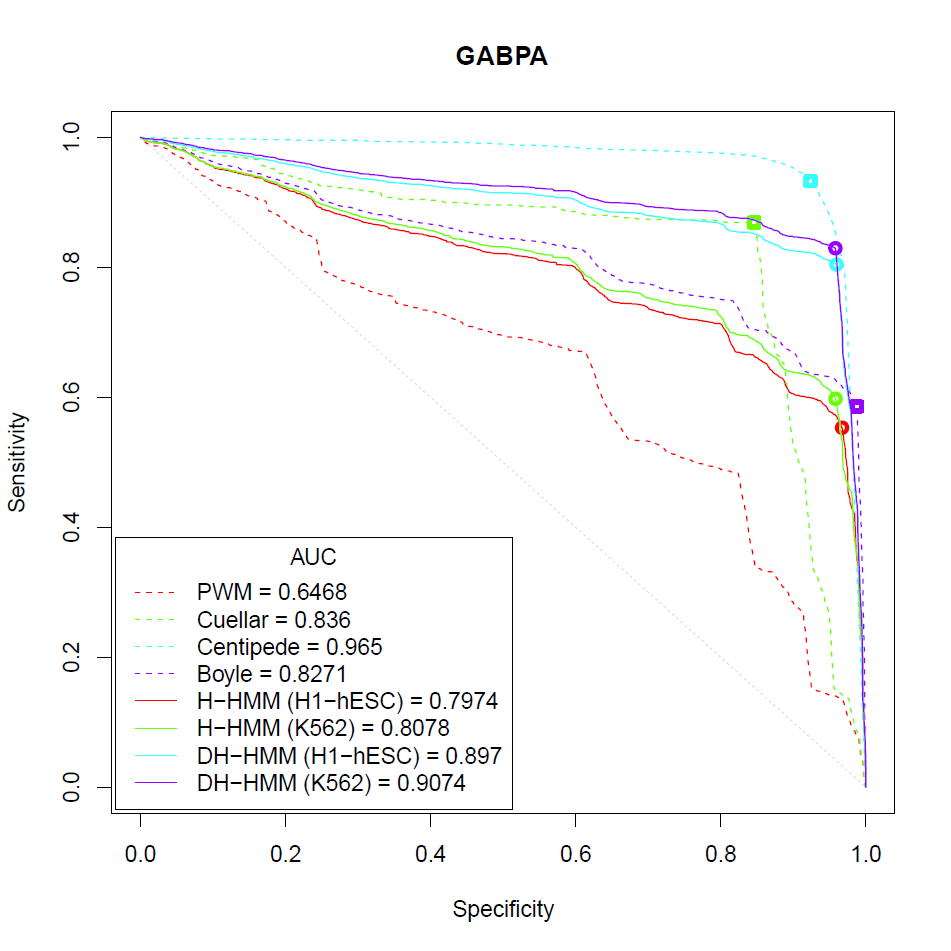 GABPA
1.0
0.8
0.6
0.4
0.2
0.0
Sensitivity
AUC
PWM = 0.6468
Cuellar = 0.836
Centipede = 0.965
Boyle = 0.8271
H−HMM (H1−hESC) = 0.7974
H−HMM (K562) = 0.8078
DH−HMM (H1−hESC) = 0.897
DH−HMM (K562) = 0.9074
0.0 0.2 0.4 0.6 0.8 1.0
Specificity